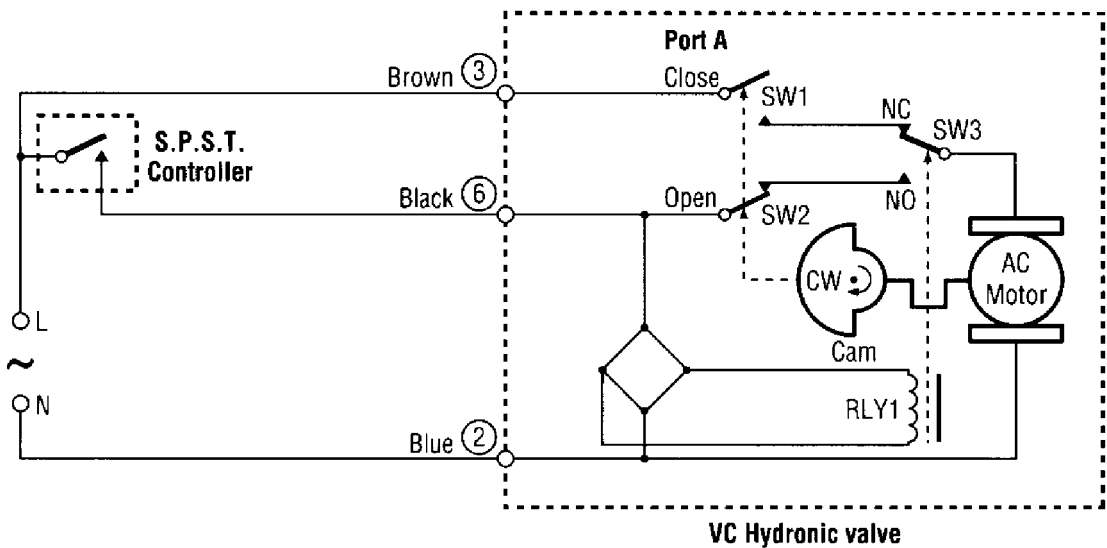 Port A
Brown ③
Close
SW1
NC
SW3
S.P.S.T.
Controller
Black ⑥
Open
SW2
NO
CW
AC
Motor
L
~
Cam
N
RLY1
Blue ②
VC Hydronic valve